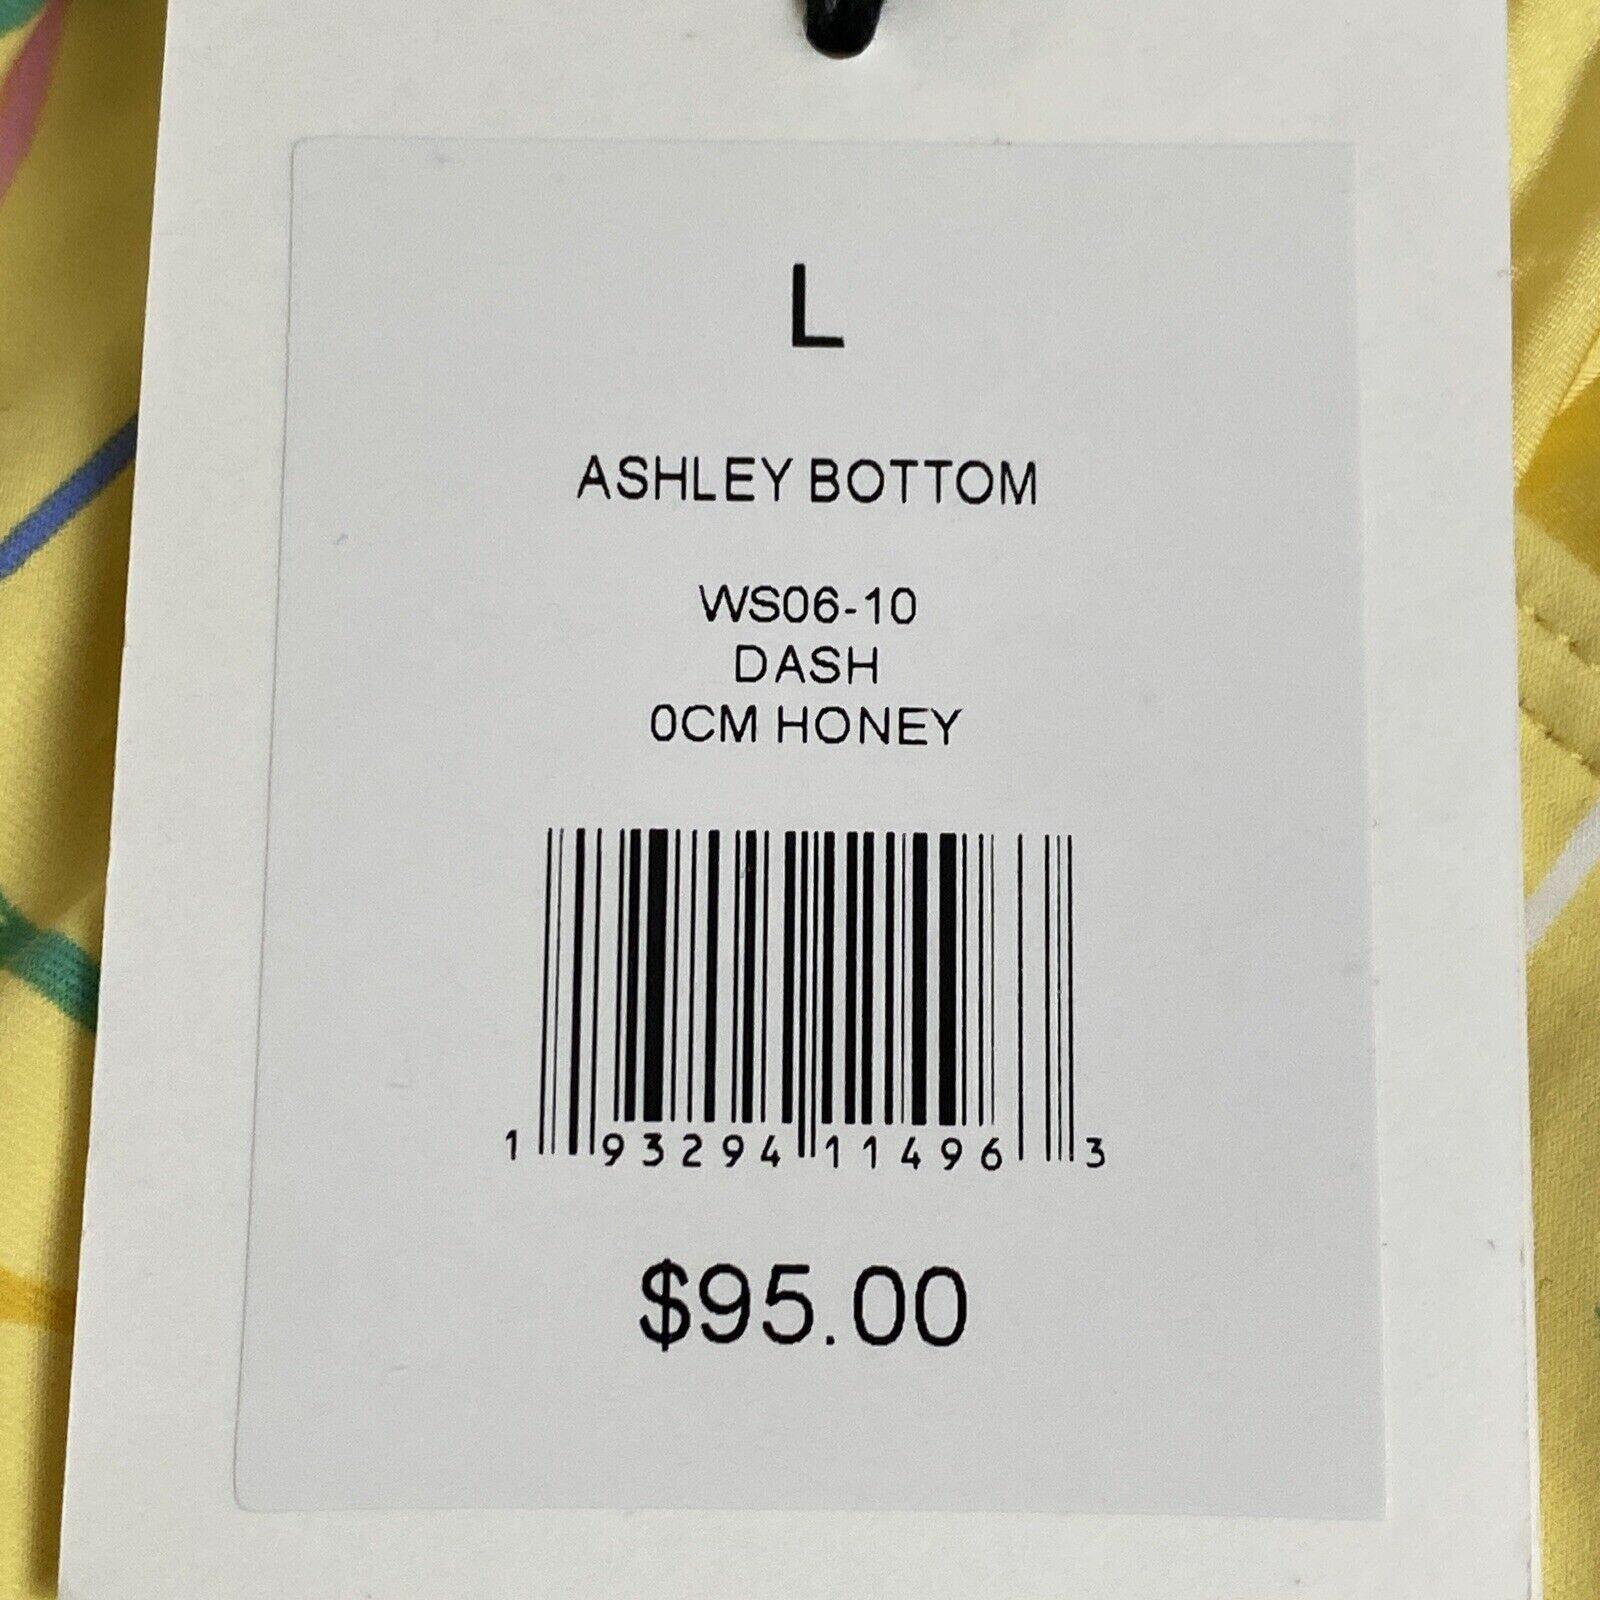 L
ASHLEY BOTTOM
WS06-10
DASH
0CM HONEY
1 93294 11496 3
$95.00